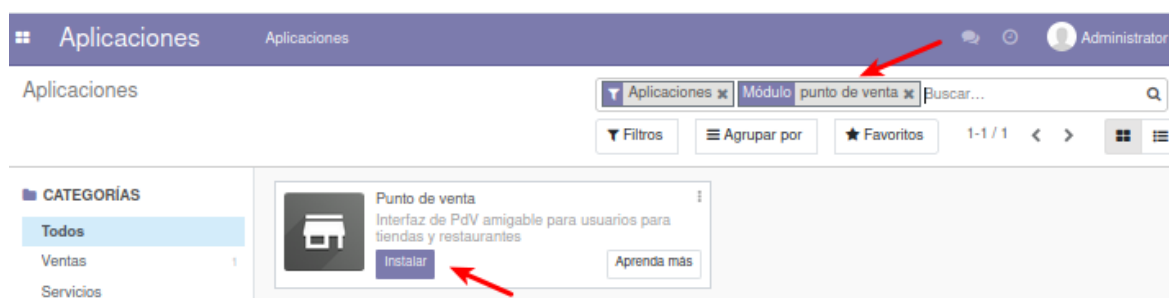 Aplicaciones Aplicaciones Administrator
Aplicaciones
Aplicaciones Módulo punto de venta Buscar...
Filtros Agrupar por Favoritos 1-1 / 1
CATEGORÍAS
Todos
Ventas 1
Servicios
Punto de venta
Interfaz de PdV amigable para usuarios para
tiendas y restaurantes
Instalar Aprenda más